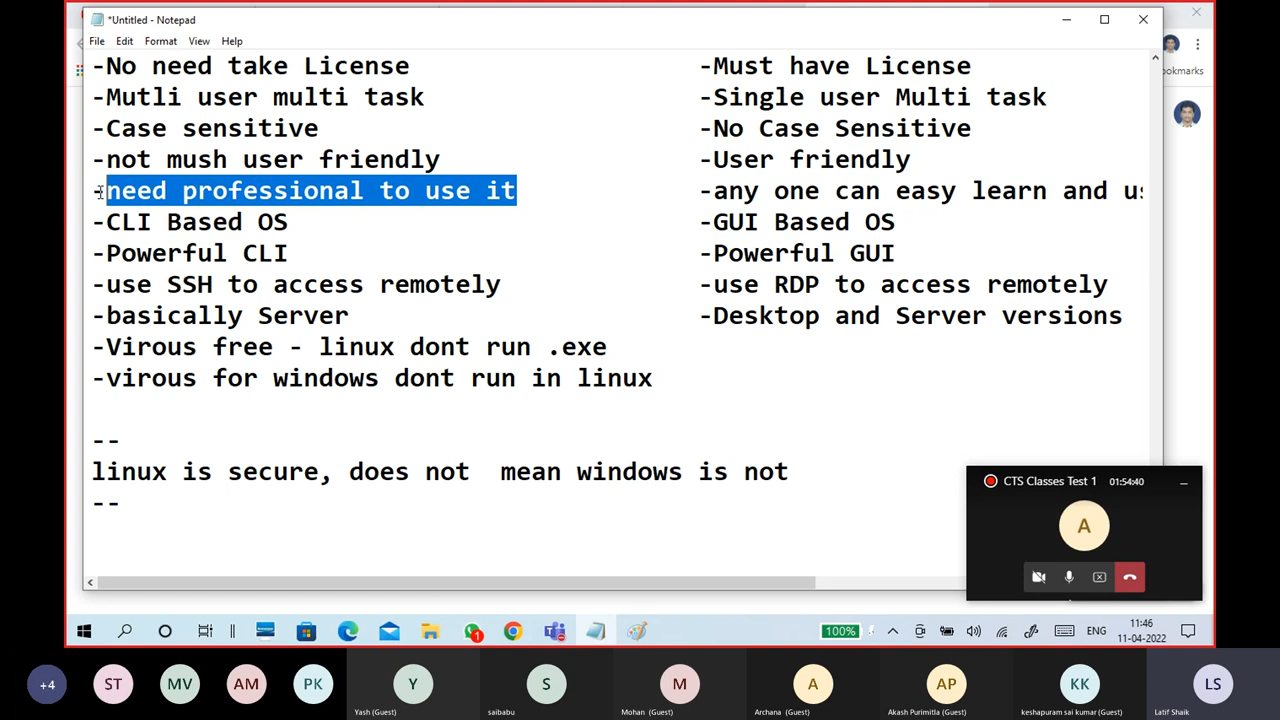 *Untitled - Notepad
File Edit Format View Help
-No need take License -Must have License
-Mutli user multi task -Single user Multi task
-Case sensitive -No Case Sensitive
-not mush user friendly -User friendly
-need professional to use it -any one can easy learn and us
-CLI Based OS -GUI Based OS
-Powerful CLI -Powerful GUI
-use SSH to access remotely -use RDP to access remotely
-basically Server -Desktop and Server versions
-Virous free - linux dont run .exe
-virous for windows dont run in linux
--
linux is secure, does not mean windows is not
--
ookmarks
CTS Classes Test 1 01:54:40
A
1
100% ENG 11:46
11-04-2022
+4 ST MV AM PK Y S M A AP KK LS
Yash (Guest) saibabu Mohan (Guest) Archana (Guest) Akash Purimitla (Guest) keshapuram sai kumar (Guest) Latif Shaik